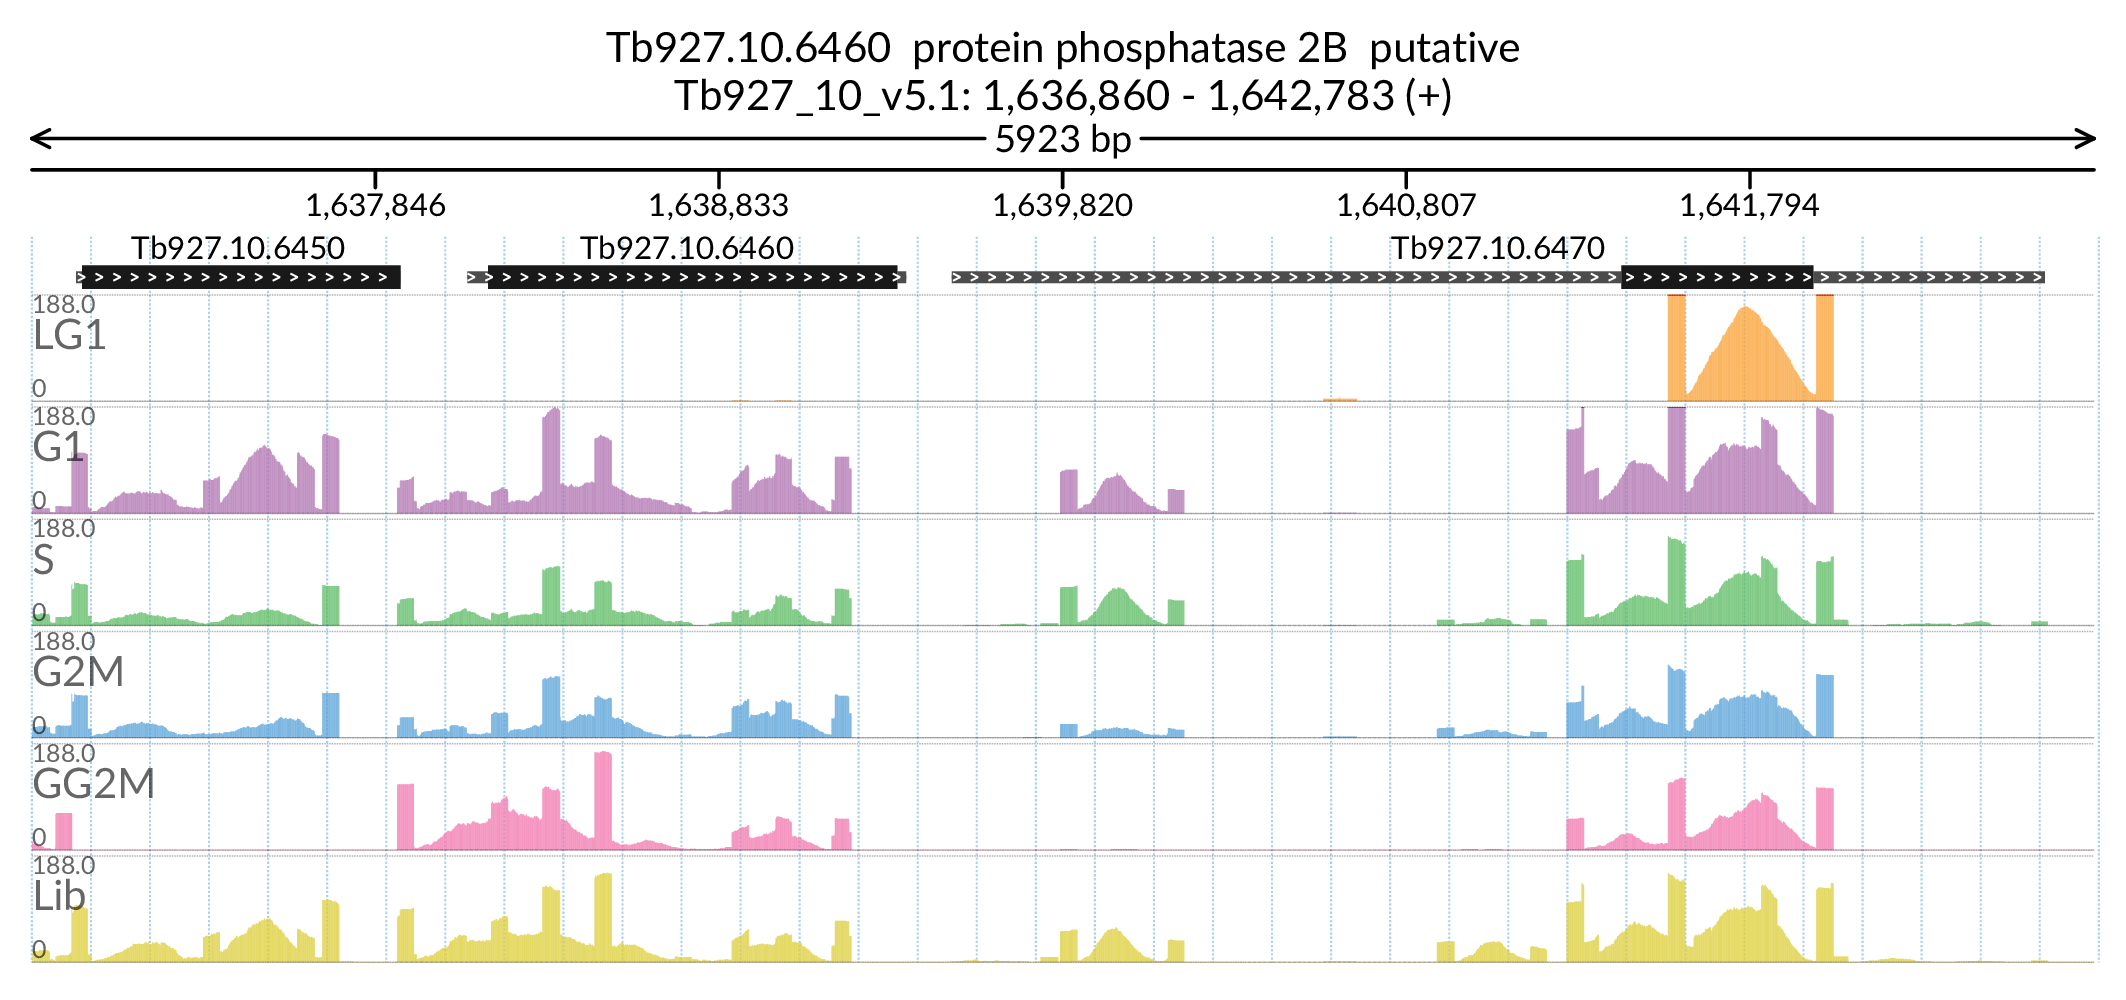 Tb927.10.6460  protein phosphatase 2B  putative
Tb927_10_v5.1: 1,636,860 - 1,642,783 (+)
5923 bp
1,637,846 1,638,833 1,639,820 1,640,807 1,641,794
Tb927.10.6450 Tb927.10.6460 Tb927.10.6470
188.0
LG1
0
188.0
G1
0
188.0
S
0
188.0
G2M
0
188.0
GG2M
0
188.0
Lib
0